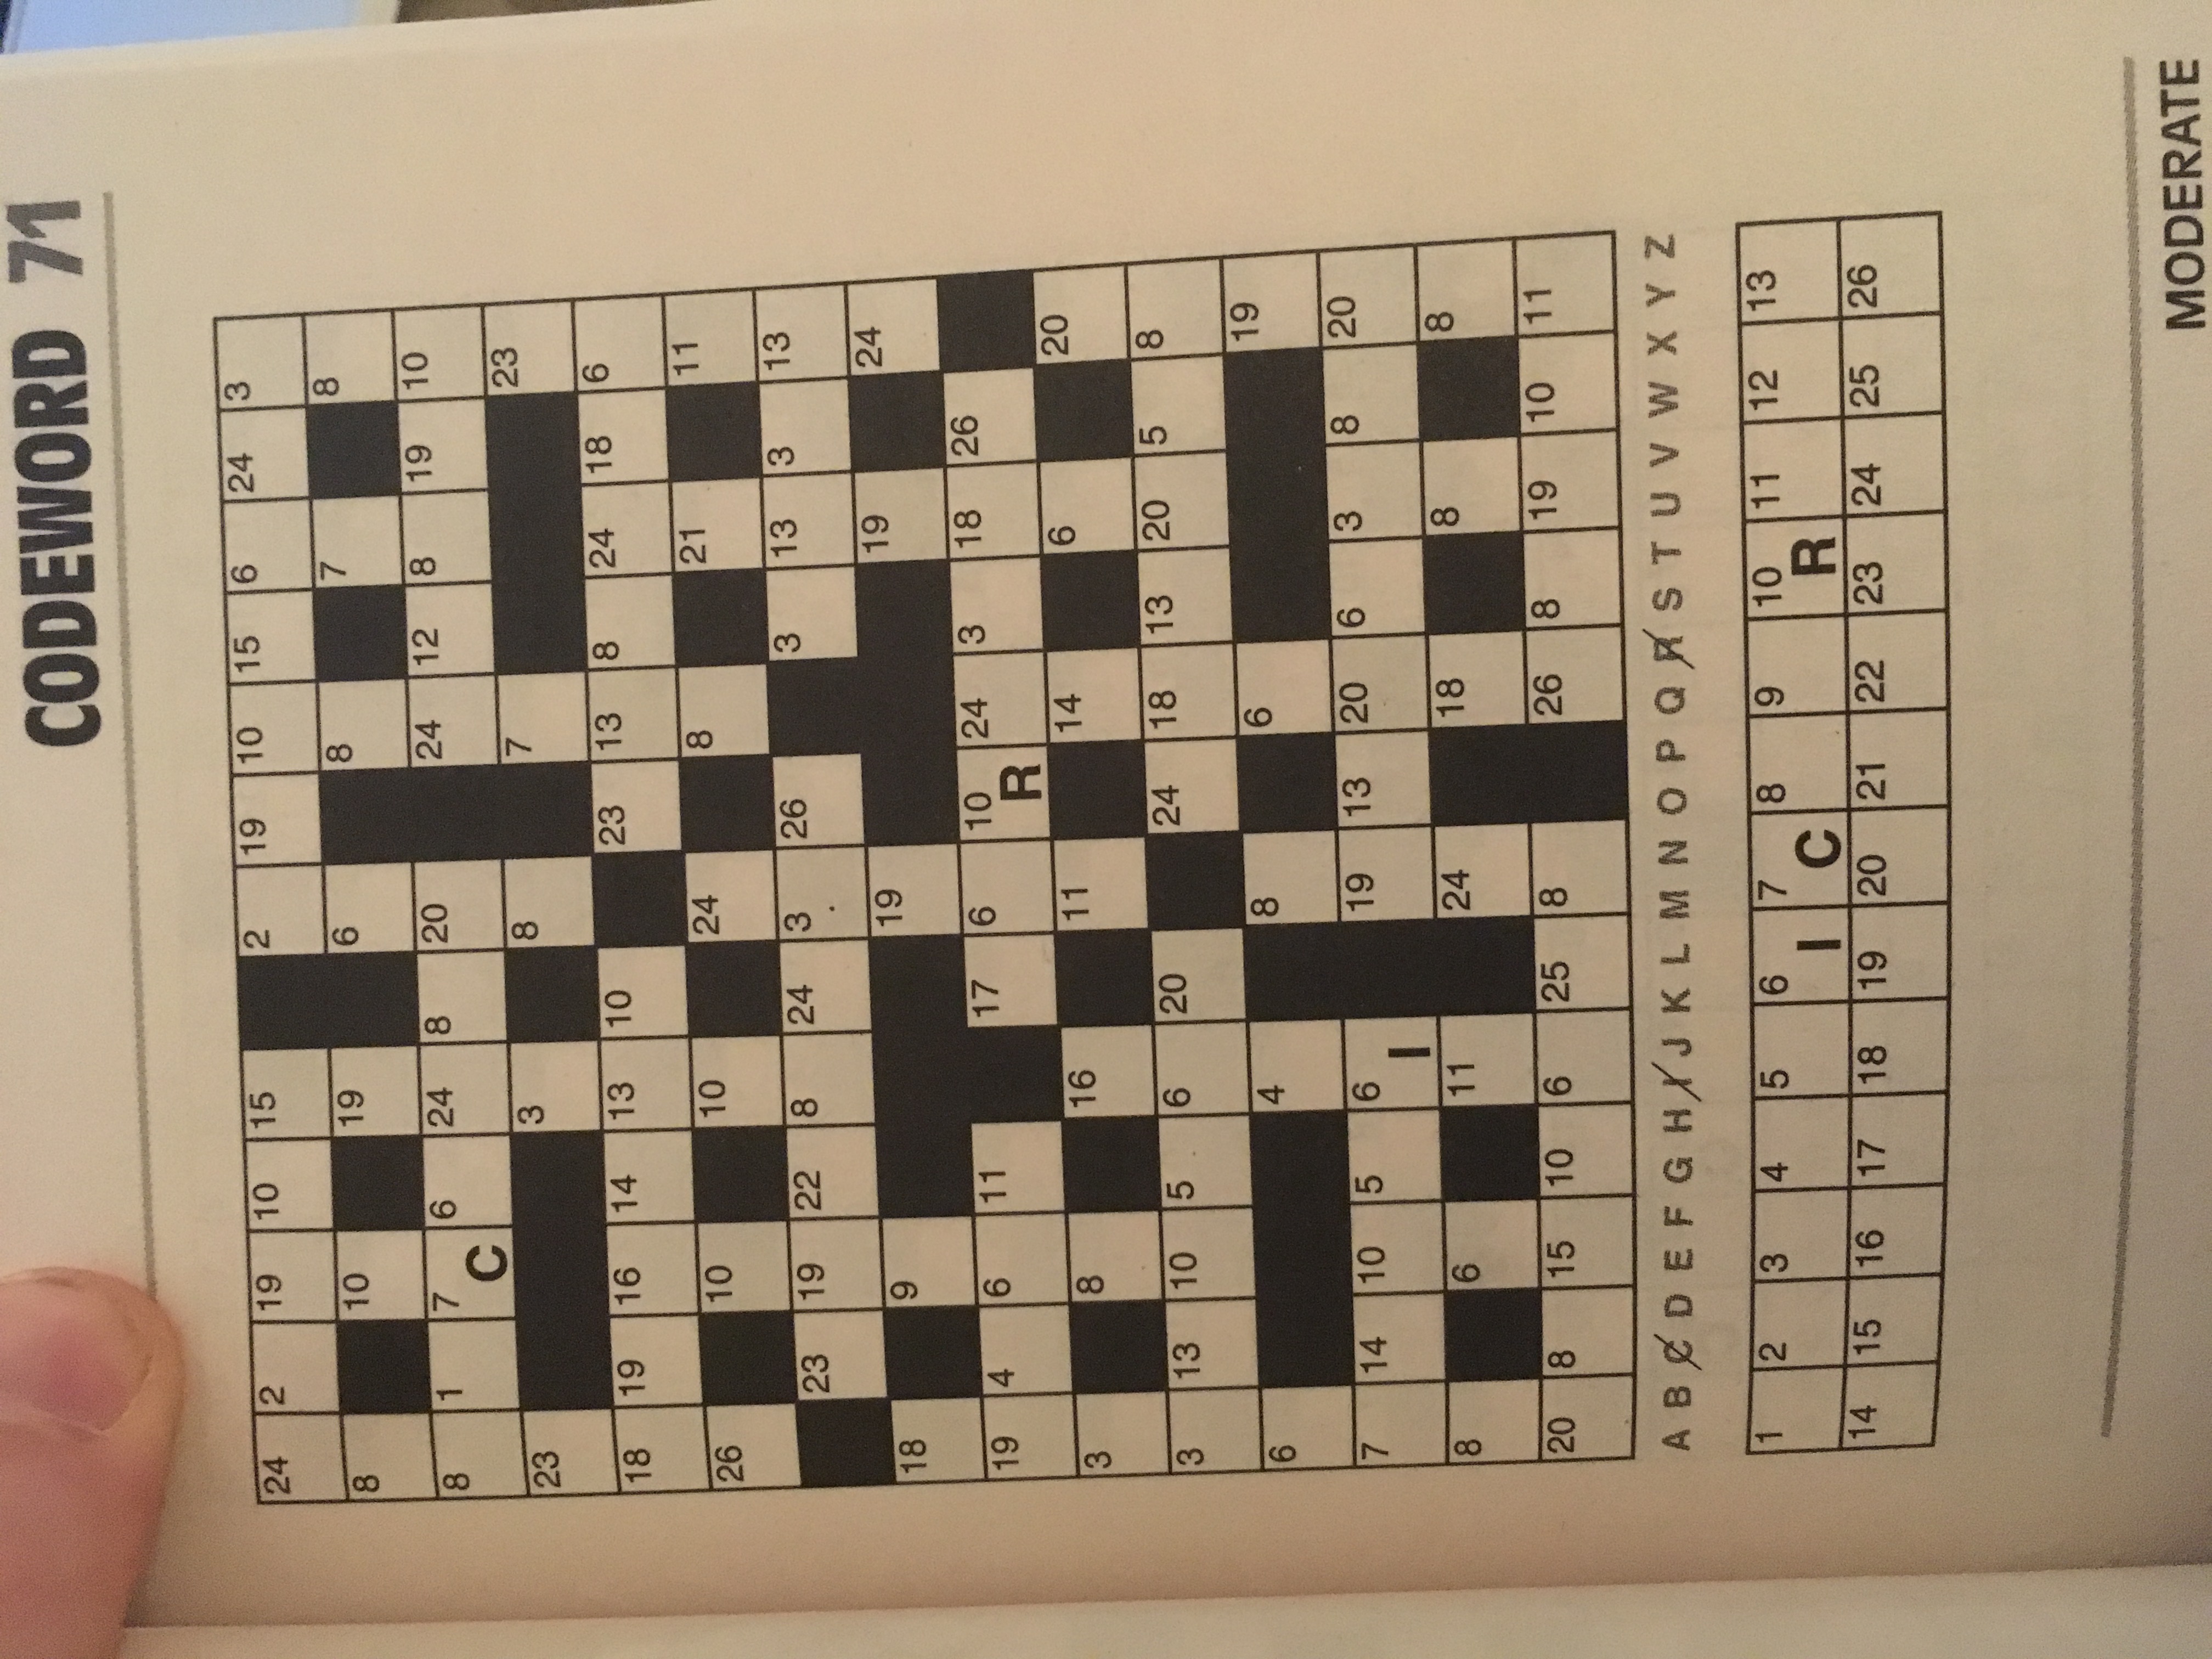 CODEWORD 71
24 2 19 10 15 2 19 10 15 6 24 3
8 10 19 6 8 7 8
8 1 7 C 6 24 8 20 24 12 8 19 10
23 3 8 7 23
18 19 16 14 13 10 23 13 8 24 18 6
26 10 10 24 8 21 11
23 19 22 8 24 3 26 3 13 3 13
18 9 19 19 24
19 4 6 11 17 6 10 R 24 3 18 26
3 8 16 11 14 6 20
3 13 10 5 6 20 24 18 13 20 5 8
6 4 8 6 19
7 14 10 5 6 I 19 13 20 6 3 8 20
8 6 11 24 18 8 8
20 8 15 10 6 25 8 26 8 19 10 11
A B C D E F G H I J K L M N O P Q R S T U V W X Y Z
1 2 3 4 5 6 I 7 C 8 9 10 R 11 12 13
14 15 16 17 18 19 20 21 22 23 24 25 26
MODERATE